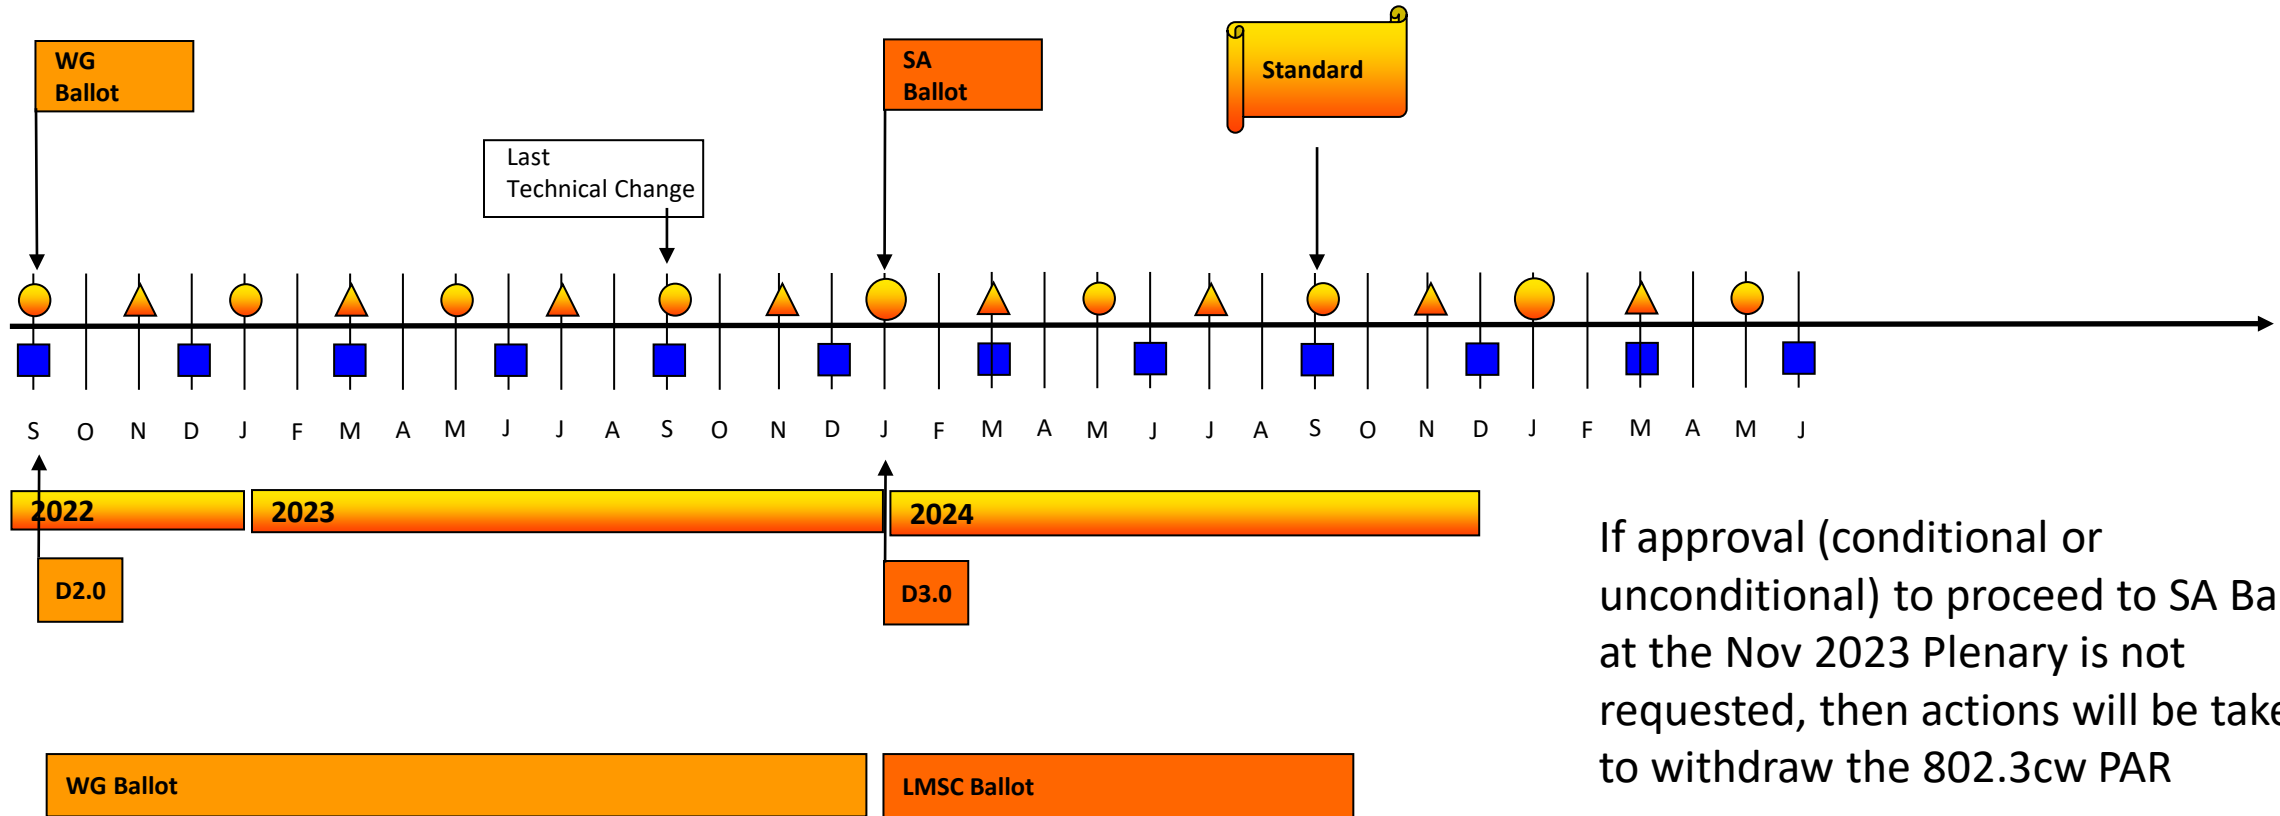 WG
Ballot
SA
Ballot
Standard
Last
Technical Change
S O N D J F M A M J J A S O N D J F M A M J J A S O N D J F M A M J
2022
2023
2024
D2.0
D3.0
If approval (conditional or
unconditional) to proceed to SA Ba
at the Nov 2023 Plenary is not
requested, then actions will be take
to withdraw the 802.3cw PAR
WG Ballot
LMSC Ballot